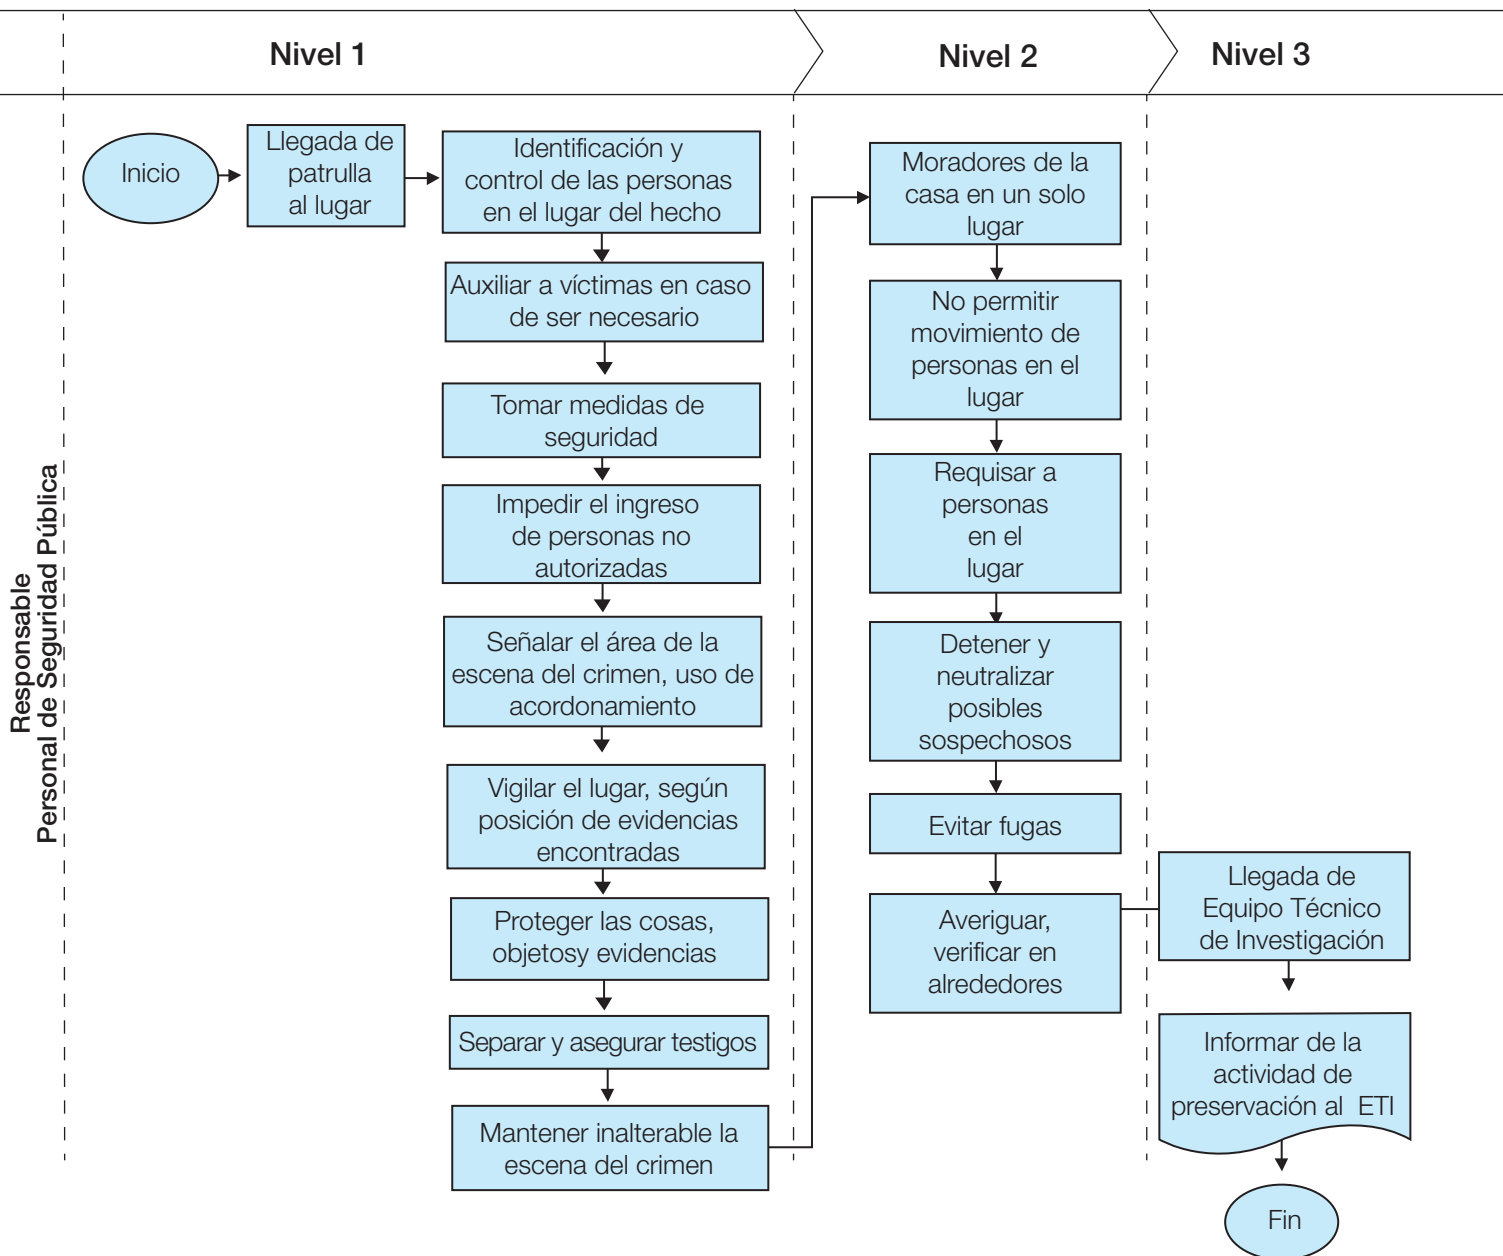 Nivel 1
Nivel 2
Nivel 3
Responsable
Personal de Seguridad Pública
Inicio
Llegada de
patrulla
al lugar
Identificación y
control de las personas
en el lugar del hecho
Auxiliar a víctimas en caso
de ser necesario
Tomar medidas de
seguridad
Impedir el ingreso
de personas no
autorizadas
Señalar el área de la
escena del crimen, uso de
acordonamiento
Vigilar el lugar, según
posición de evidencias
encontradas
Proteger las cosas,
objetosy evidencias
Separar y asegurar testigos
Mantener inalterable la
escena del crimen
Moradores de la
casa en un solo
lugar
No permitir
movimiento de
personas en el
lugar
Requisar a
personas
en el
lugar
Detener y
neutralizar
posibles
sospechosos
Evitar fugas
Averiguar,
verificar en
alrededores
Llegada de
Equipo Técnico
de Investigación
Informar de la
actividad de
preservación al ETI
Fin